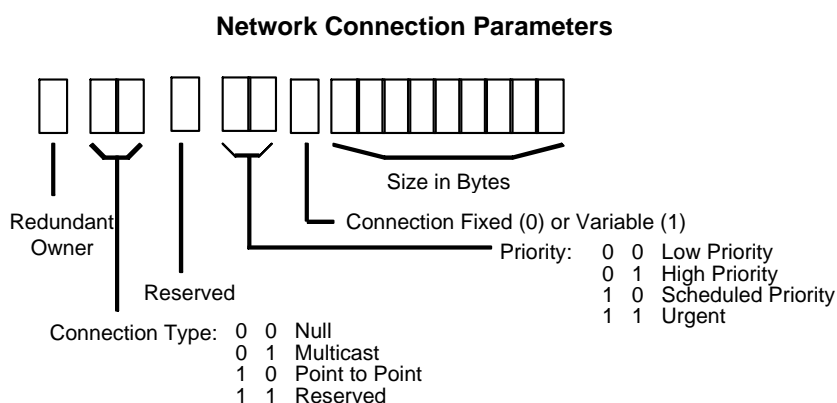 Network Connection Parameters
Size in Bytes
Redundant
Owner
Connection Fixed (0) or Variable (1)
Priority: 0 0 Low Priority
0 1 High Priority
1 0 Scheduled Priority
1 1 Urgent
Reserved
Connection Type: 0 0 Null
0 1 Multicast
1 0 Point to Point
1 1 Reserved